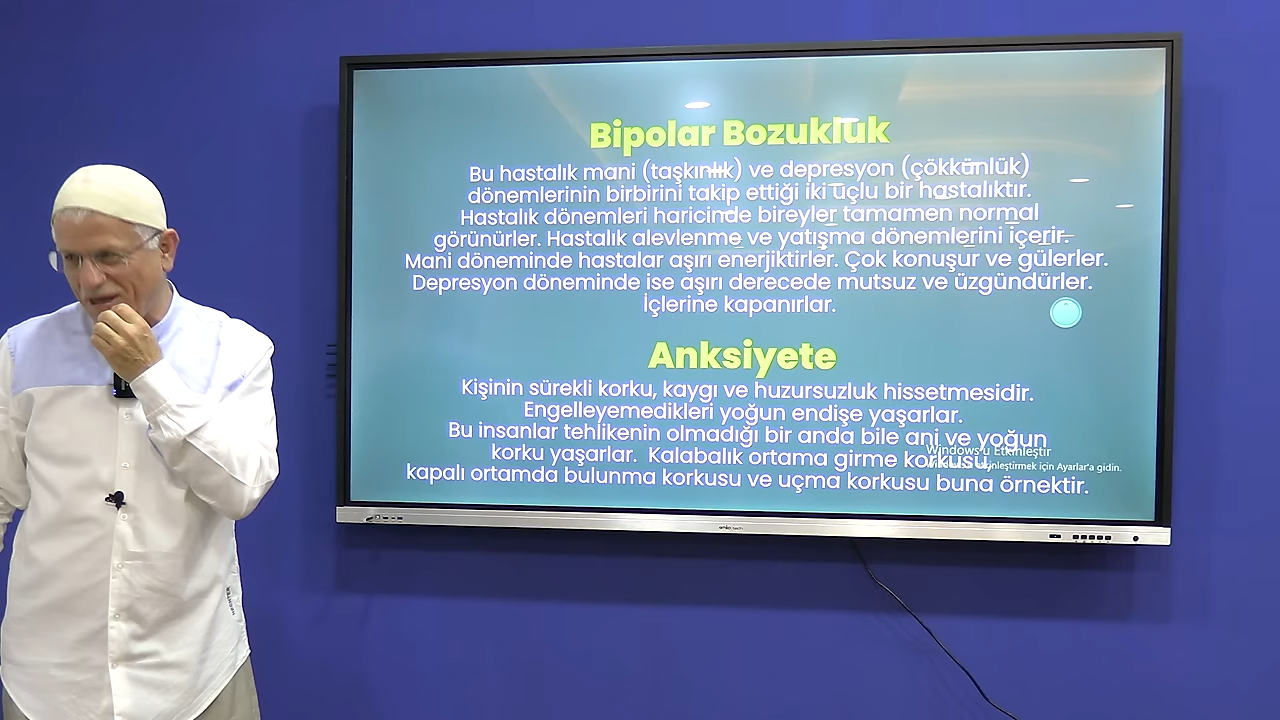 Bipolar Bozukluk
Bu hastalık mani (taşkınlık) ve depresyon (çökkünlük)
dönemlerinin birbirini takip ettiği iki uçlu bir hastalıktır.
Hastalık dönemleri haricinde bireyler tamamen normal
görünürler. Hastalık alevlenme ve yatışma dönemlerini içerir.
Mani döneminde hastalar aşırı enerjiktirler. Çok konuşur ve gülerler.
Depresyon döneminde ise aşırı derecede mutsuz ve üzgündürler.
İçlerine kapanırlar.
Anksiyete
Kişinin sürekli korku, kaygı ve huzursuzluk hissetmesidir.
Engelleyemedikleri yoğun endişe yaşarlar.
Bu insanlar tehlikenin olmadığı bir anda bile ani ve yoğun
korku yaşarlar. Kalabalık ortama girme korkusu,
kapalı ortamda bulunma korkusu ve uçma korkusu buna örnektir.
Windows'u Etkinleştir
için Ayarlar'a gidin.
HECHTER